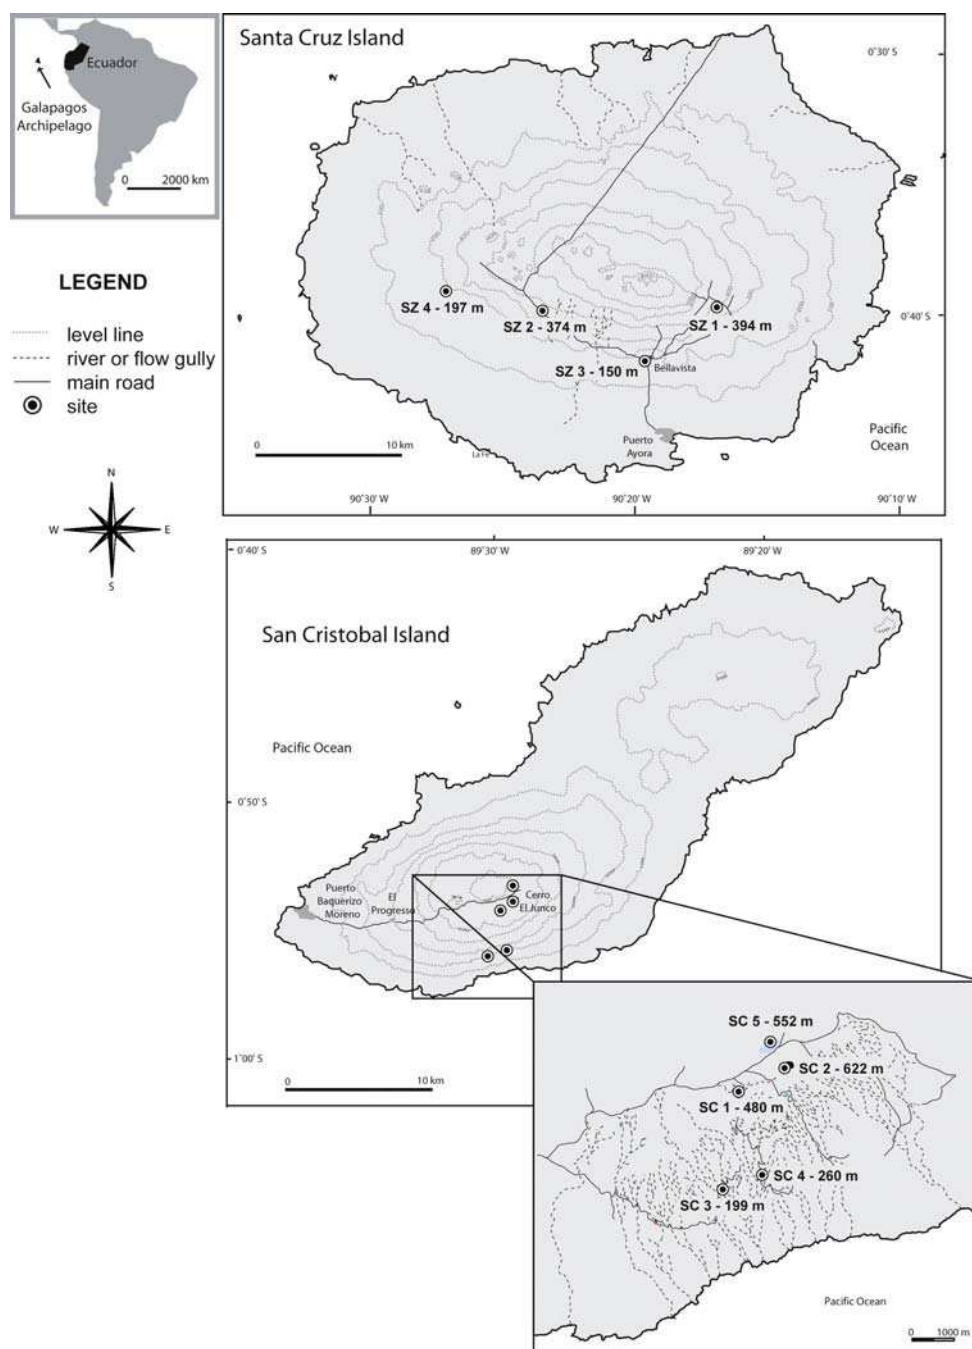 Santa Cruz Island
0°30' S
Ecuador
Galapagos
Archipelago
0 2000 km
LEGEND
level line
river or flow gully
main road
site
N
W E
S
SZ 4 - 197 m
SZ 2 - 374 m
SZ 1 - 394 m
0°40' S
SZ 3 - 150 m
Bellavista
0 10 km
Puerto
Ayora
La Fe
Pacific
Ocean
90°30' W
90°20' W
90°10' W
0°40' S
89°30' W
89°20' W
San Cristobal Island
Pacific Ocean
0°50' S
Puerto
Baquerizo
Moreno
El
Progresso
Cerro
El Junco
1°00' S
0 10 km
SC 5 - 552 m
SC 2 - 622 m
SC 1 - 480 m
SC 4 - 260 m
SC 3 - 199 m
Pacific Ocean
0 1000 m